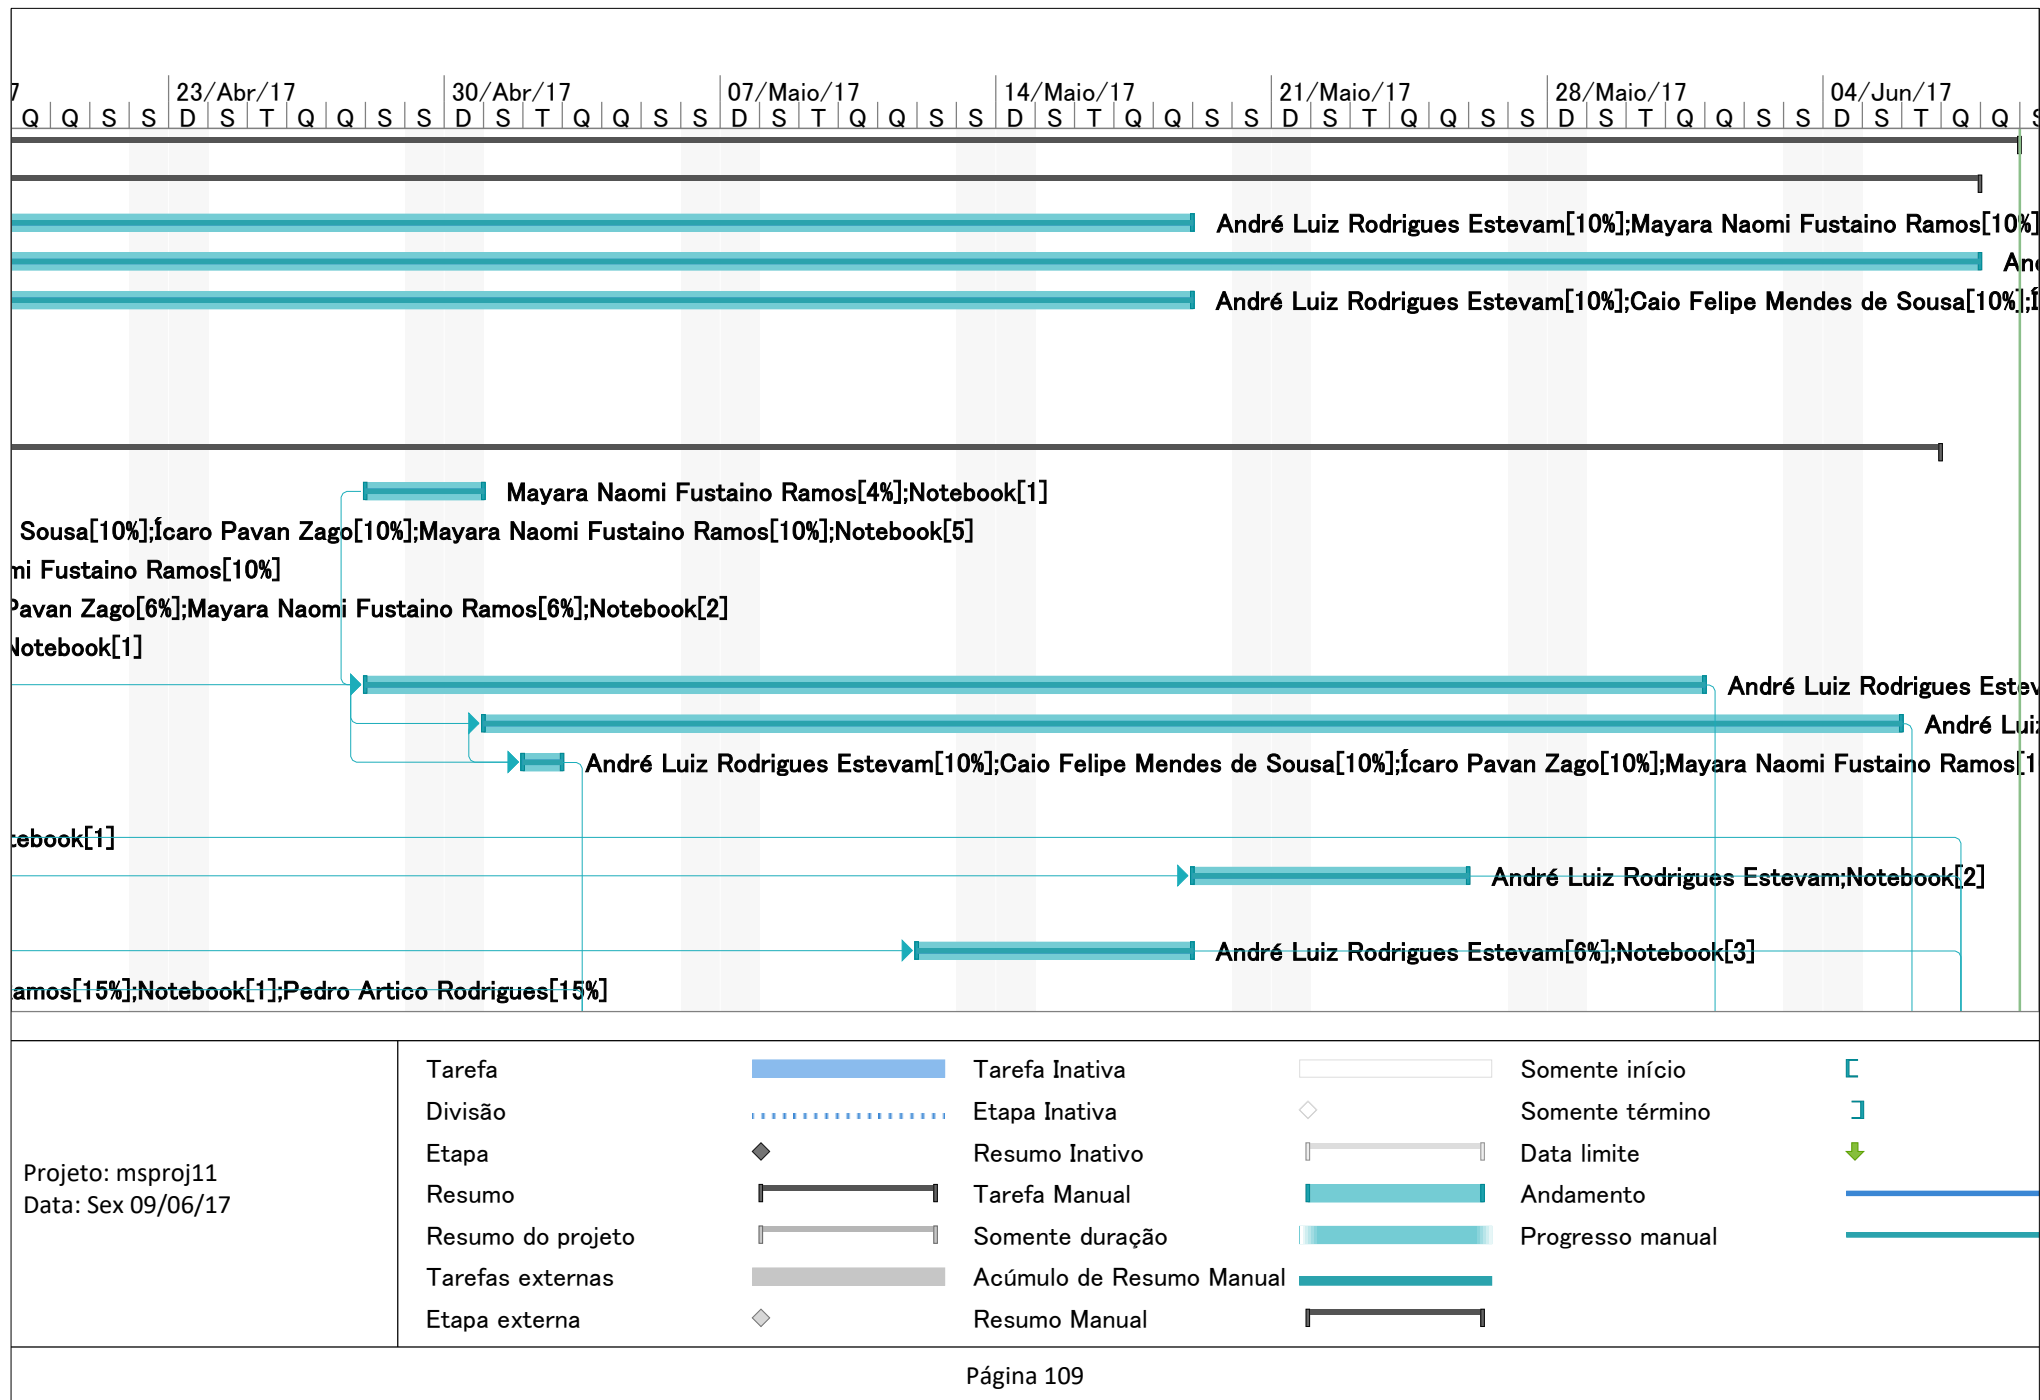 7 23/Abr/17 30/Abr/17 07/Maio/17 14/Maio/17 21/Maio/17 28/Maio/17 04/Jun/17
Q Q S S D S T Q Q S S D S T Q Q S S D S T Q Q S S D S T Q Q S S D S T Q Q S S D S T Q Q S S D S T Q Q S
André Luiz Rodrigues Estevam[10%];Mayara Naomi Fustaino Ramos[10%]
And
André Luiz Rodrigues Estevam[10%];Caio Felipe Mendes de Sousa[10%];Í
Mayara Naomi Fustaino Ramos[4%];Notebook[1]
Sousa[10%];Ícaro Pavan Zago[10%];Mayara Naomi Fustaino Ramos[10%];Notebook[5]
mi Fustaino Ramos[10%]
Pavan Zago[6%];Mayara Naomi Fustaino Ramos[6%];Notebook[2]
Notebook[1]
André Luiz Rodrigues Estev
André Luiz
André Luiz Rodrigues Estevam[10%];Caio Felipe Mendes de Sousa[10%];Ícaro Pavan Zago[10%];Mayara Naomi Fustaino Ramos[1
tebook[1]
André Luiz Rodrigues Estevam;Notebook[2]
André Luiz Rodrigues Estevam[6%];Notebook[3]
amos[15%];Notebook[1];Pedro Artico Rodrigues[15%]
Projeto: msproj11
Data: Sex 09/06/17
Tarefa
Divisão
Etapa
Resumo
Resumo do projeto
Tarefas externas
Etapa externa
Tarefa Inativa
Etapa Inativa
Resumo Inativo
Tarefa Manual
Somente duração
Acúmulo de Resumo Manual
Resumo Manual
Somente início
Somente término
Data limite
Andamento
Progresso manual
Página 109